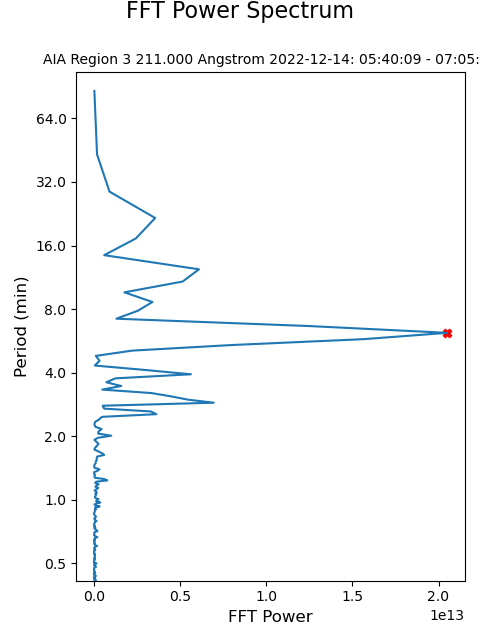 FFT Power Spectrum
AIA Region 3 211.000 Angstrom 2022-12-14: 05:40:09 - 07:05:
64.0
32.0
16.0
8.0
4.0
2.0
1.0
0.5
Period (min)
0.0 0.5 1.0 1.5 2.0
1e13
FFT Power